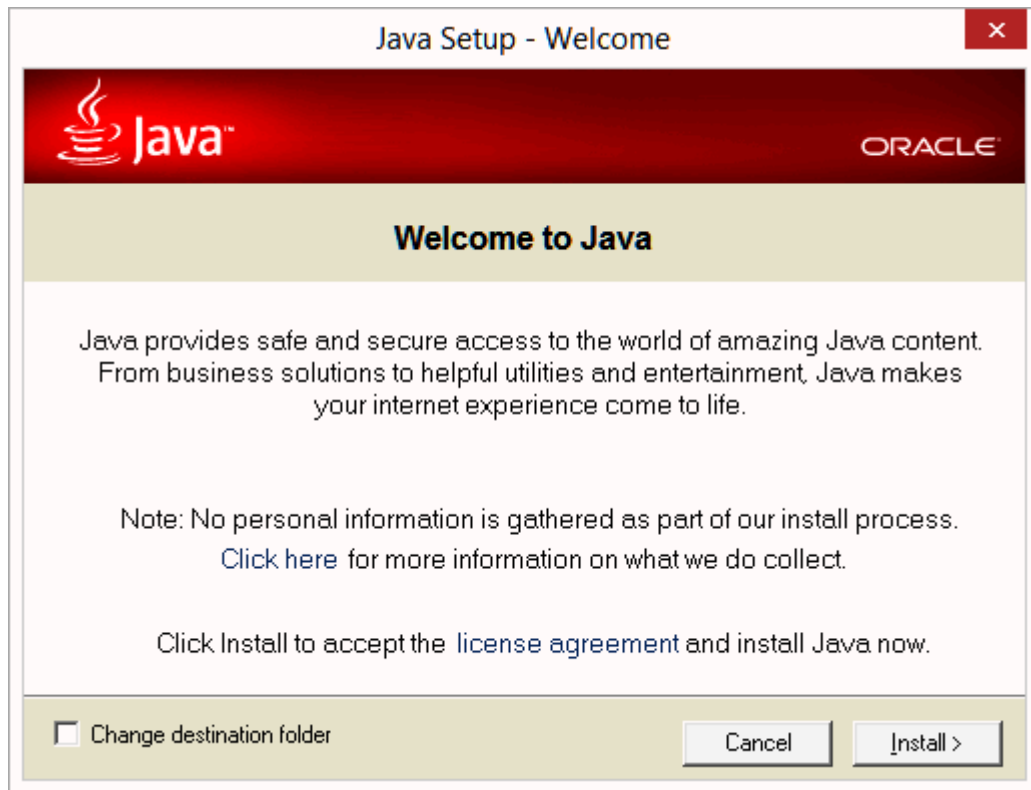 Java Setup - Welcome
Java™
ORACLE®
Welcome to Java
Java provides safe and secure access to the world of amazing Java content.
From business solutions to helpful utilities and entertainment, Java makes
your internet experience come to life.
Note: No personal information is gathered as part of our install process.
Click here for more information on what we do collect.
Click Install to accept the license agreement and install Java now.
Change destination folder
Cancel
Install >